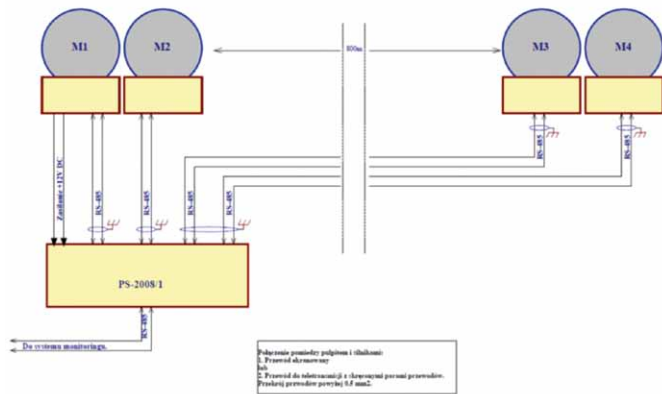 M1
M2
800m
M3
M4
Zasilanie +12V DC
RS-485
RS-485
RS-485
RS-485
RS-485
RS-485
PS-2008/1
RS-485
Do systemu monitoringu.
Połączenie pomiedzy pulpitem i silnikami:
1. Przewód ekranowany
lub
2. Przewód do teletransmisji z skręconymi parami przewodów.
Przekrój przewodów powyżej 0.5 mm2.